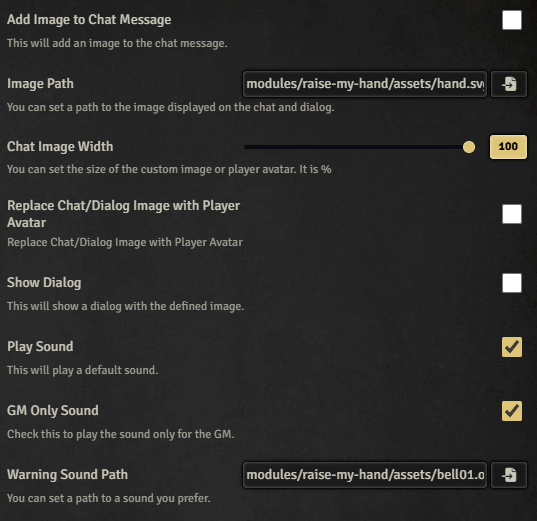 Add Image to Chat Message
This will add an image to the chat message.
Image Path
modules/raise-my-hand/assets/hand.svg
You can set a path to the image displayed on the chat and dialog.
Chat Image Width
100
You can set the size of the custom image or player avatar. It is %
Replace Chat/Dialog Image with Player
Avatar
Replace Chat/Dialog Image with Player Avatar
Show Dialog
This will show a dialog with the defined image.
Play Sound
This will play a default sound.
GM Only Sound
Check this to play the sound only for the GM.
Warning Sound Path
modules/raise-my-hand/assets/bell01.o
You can set a path to a sound you prefer.